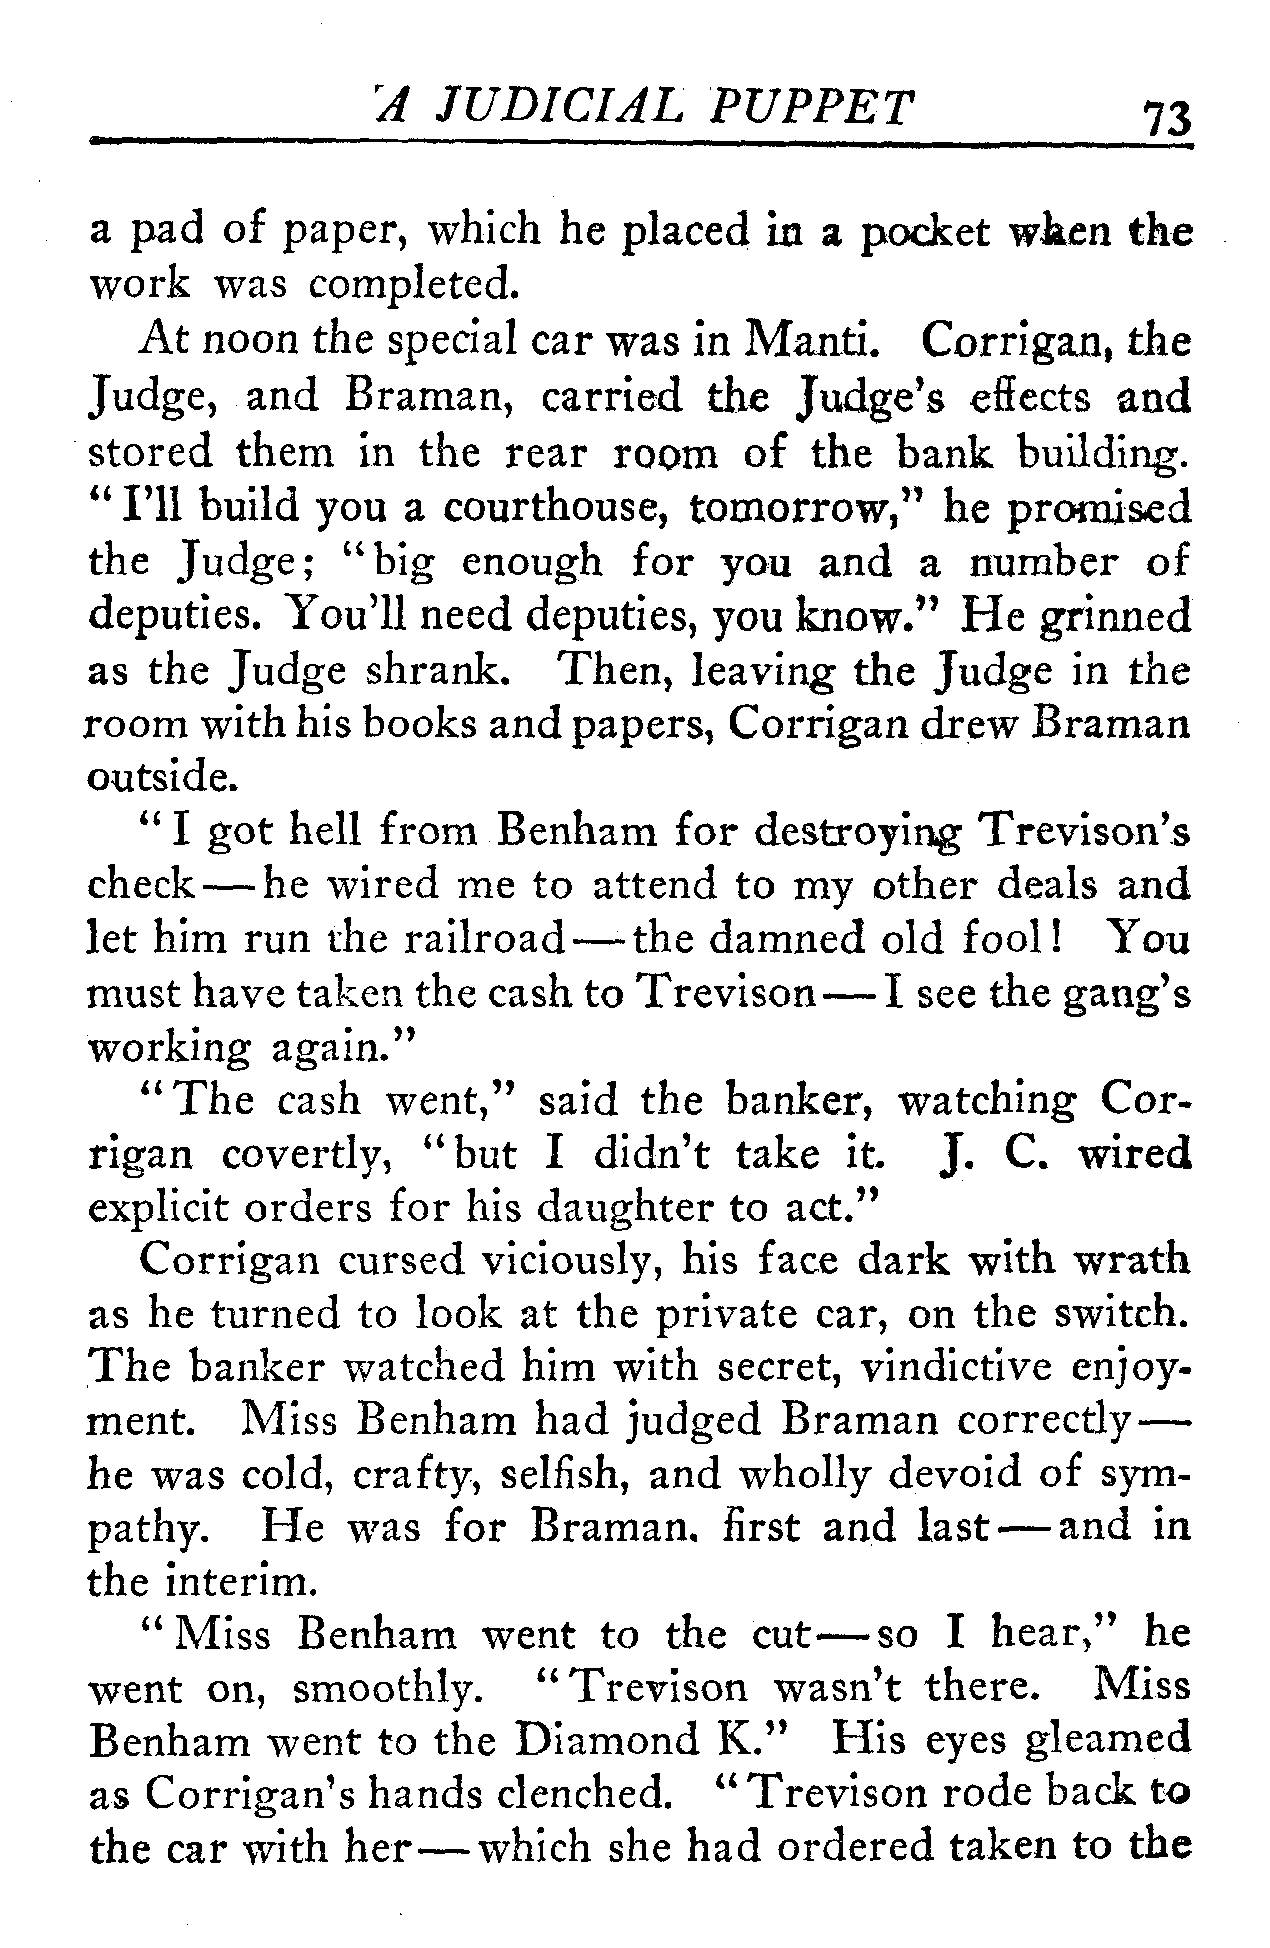 A JUDICIAL PUPPET 73
a pad of paper, which he placed in a pocket when the
work was completed.
At noon the special car was in Manti. Corrigan, the
Judge, and Braman, carried the Judge's effects and
stored them in the rear room of the bank building.
"I'll build you a courthouse, tomorrow," he promised
the Judge; "big enough for you and a number of
deputies. You'll need deputies, you know." He grinned
as the Judge shrank. Then, leaving the Judge in the
room with his books and papers, Corrigan drew Braman
outside.
"I got hell from Benham for destroying Trevison's
check—he wired me to attend to my other deals and
let him run the railroad—the damned old fool! You
must have taken the cash to Trevison—I see the gang's
working again."
"The cash went," said the banker, watching Cor-
rigan covertly, "but I didn't take it. J. C. wired
explicit orders for his daughter to act."
Corrigan cursed viciously, his face dark with wrath
as he turned to look at the private car, on the switch.
The banker watched him with secret, vindictive enjoy-
ment. Miss Benham had judged Braman correctly—
he was cold, crafty, selfish, and wholly devoid of sym-
pathy. He was for Braman, first and last—and in
the interim.
"Miss Benham went to the cut—so I hear," he
went on, smoothly. "Trevison wasn't there. Miss
Benham went to the Diamond K." His eyes gleamed
as Corrigan's hands clenched. "Trevison rode back to
the car with her—which she had ordered taken to the